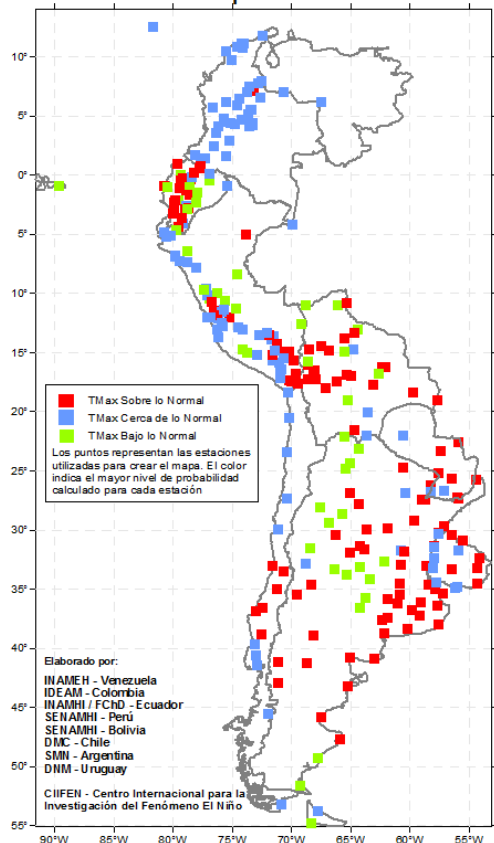 10°
5°
0°
5°
10°
15°
20°
25°
30°
35°
40°
45°
50°
55°
TMax Sobre lo Normal
TMax Cerca de lo Normal
TMax Bajo lo Normal
Los puntos representan las estaciones
utilizadas para crear el mapa. El color
indica el mayor nivel de probabilidad
calculado para cada estación
Elaborado por:
INAMEH - Venezuela
IDEAM - Colombia
INAMHI / FChD - Ecuador
SENAMHI - Perú
SENAMHI - Bolivia
DMC - Chile
SMN - Argentina
DNM - Uruguay
CIIFEN - Centro Internacional para la
Investigación del Fenómeno El Niño
90°W 85°W 80°W 75°W 70°W 65°W 60°W 55°W